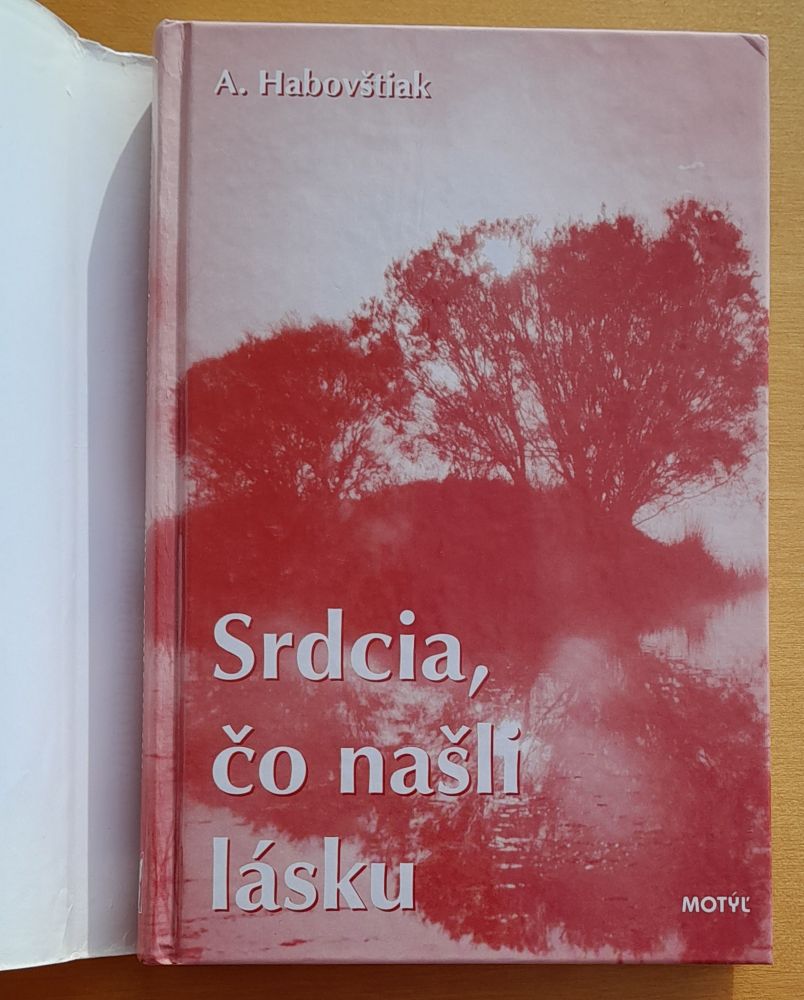 A. Habovštiak
Srdcia,
čo našli
lásku
MOTÝĽ